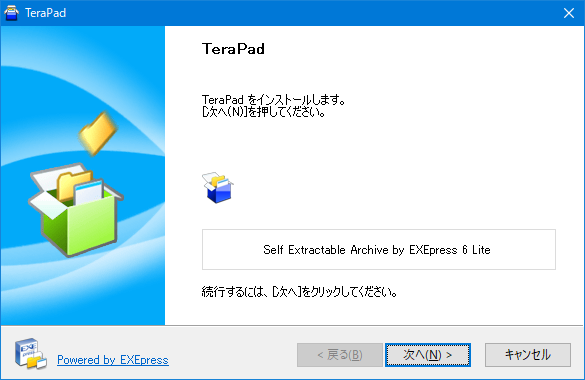 TeraPad
TeraPad
TeraPad をインストールします。
[次へ(N)]を押してください。
Self Extractable Archive by EXEpress 6 Lite
続行するには、[次へ]をクリックしてください。
EXE
Powered by EXEpress
< 戻る(B)
次へ(N) >
キャンセル